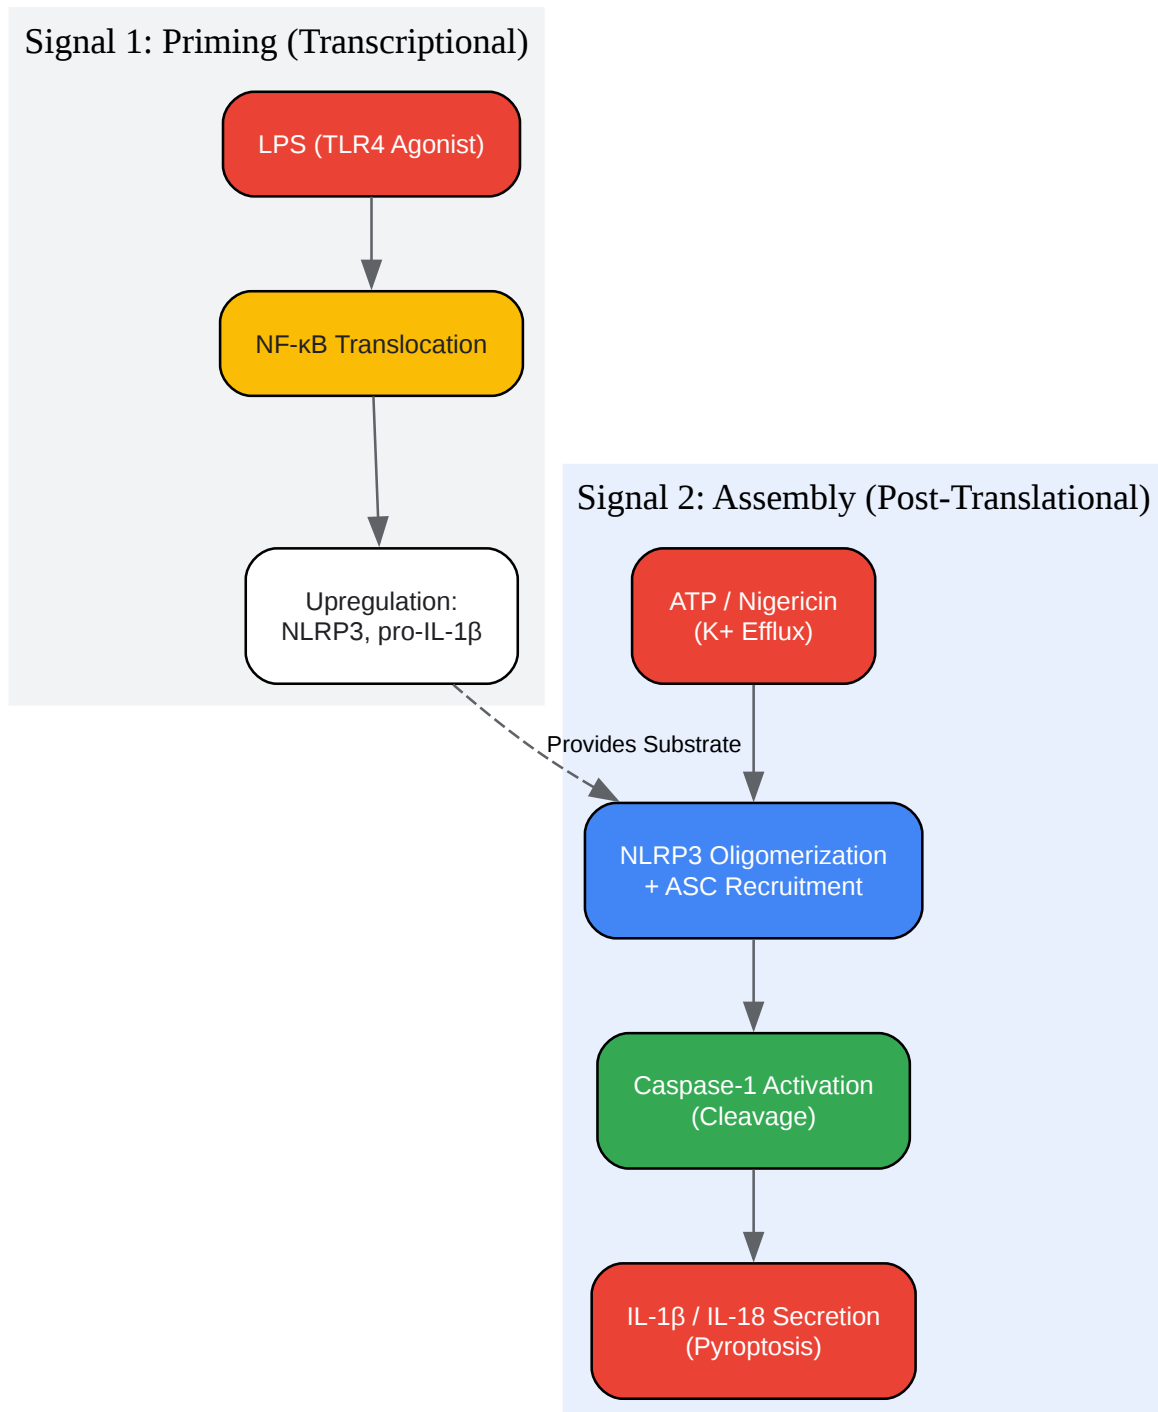 Signal 1: Priming (Transcriptional)
LPS (TLR4 Agonist)
NF-κB Translocation
Upregulation:
NLRP3, pro-IL-1β
Signal 2: Assembly (Post-Translational)
ATP / Nigericin
(K+ Efflux)
Provides Substrate
NLRP3 Oligomerization
+ ASC Recruitment
Caspase-1 Activation
(Cleavage)
IL-1β / IL-18 Secretion
(Pyroptosis)